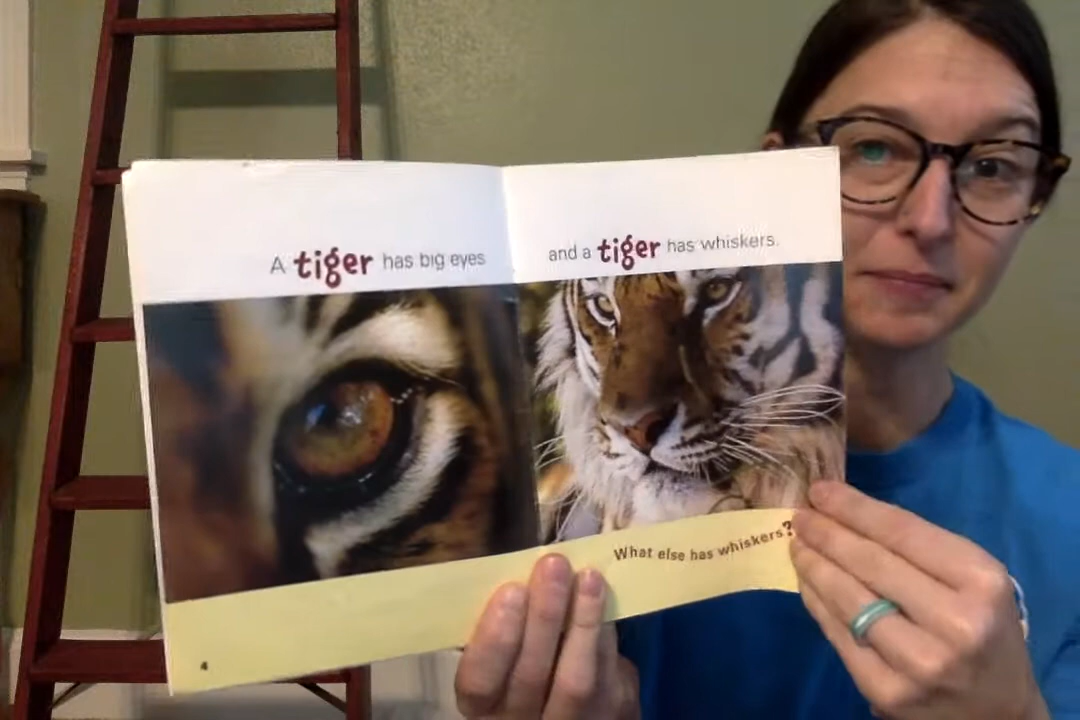 A tiger has big eyes
and a tiger has whiskers.
What else has whiskers?
4